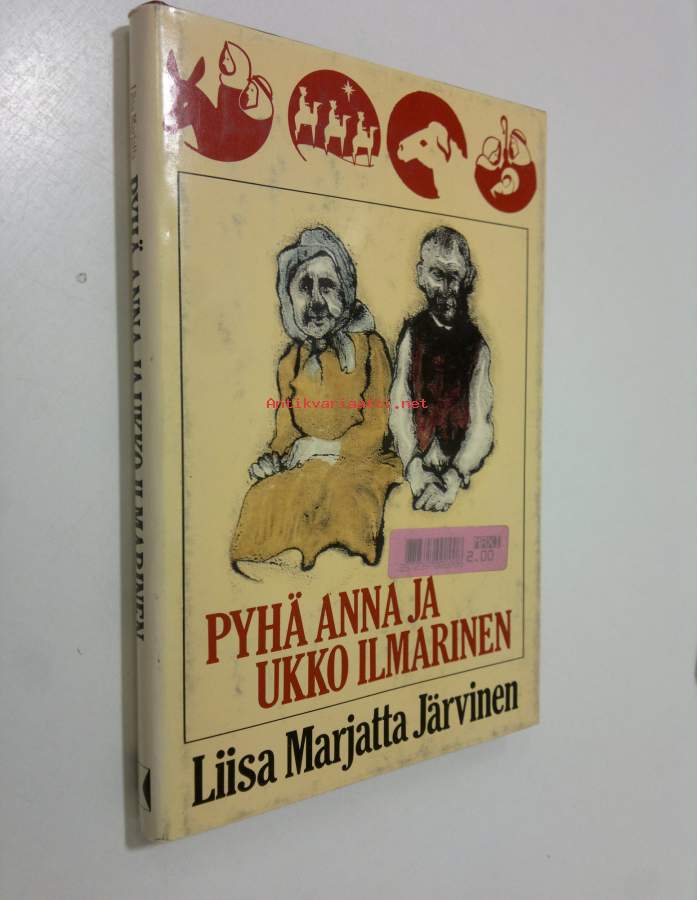 PYHÄ ANNA JA UKKO ILMARINEN
Antikvariaatti.net
2.00
PYHÄ ANNA JA
UKKO ILMARINEN
Liisa Marjatta Järvinen